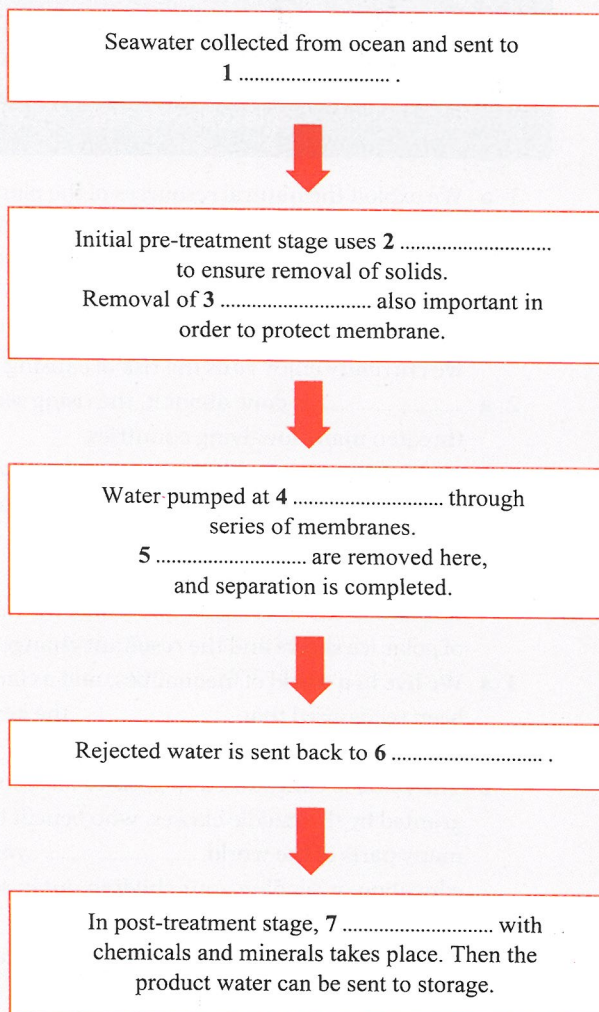 Seawater collected from ocean and sent to
1 ............................ .
Initial pre-treatment stage uses 2 ............................
to ensure removal of solids.
Removal of 3 ............................ also important in
order to protect membrane.
Water pumped at 4 ............................ through
series of membranes.
5 ............................ are removed here,
and separation is completed.
Rejected water is sent back to 6 ............................ .
In post-treatment stage, 7 ............................ with
chemicals and minerals takes place. Then the
product water can be sent to storage.